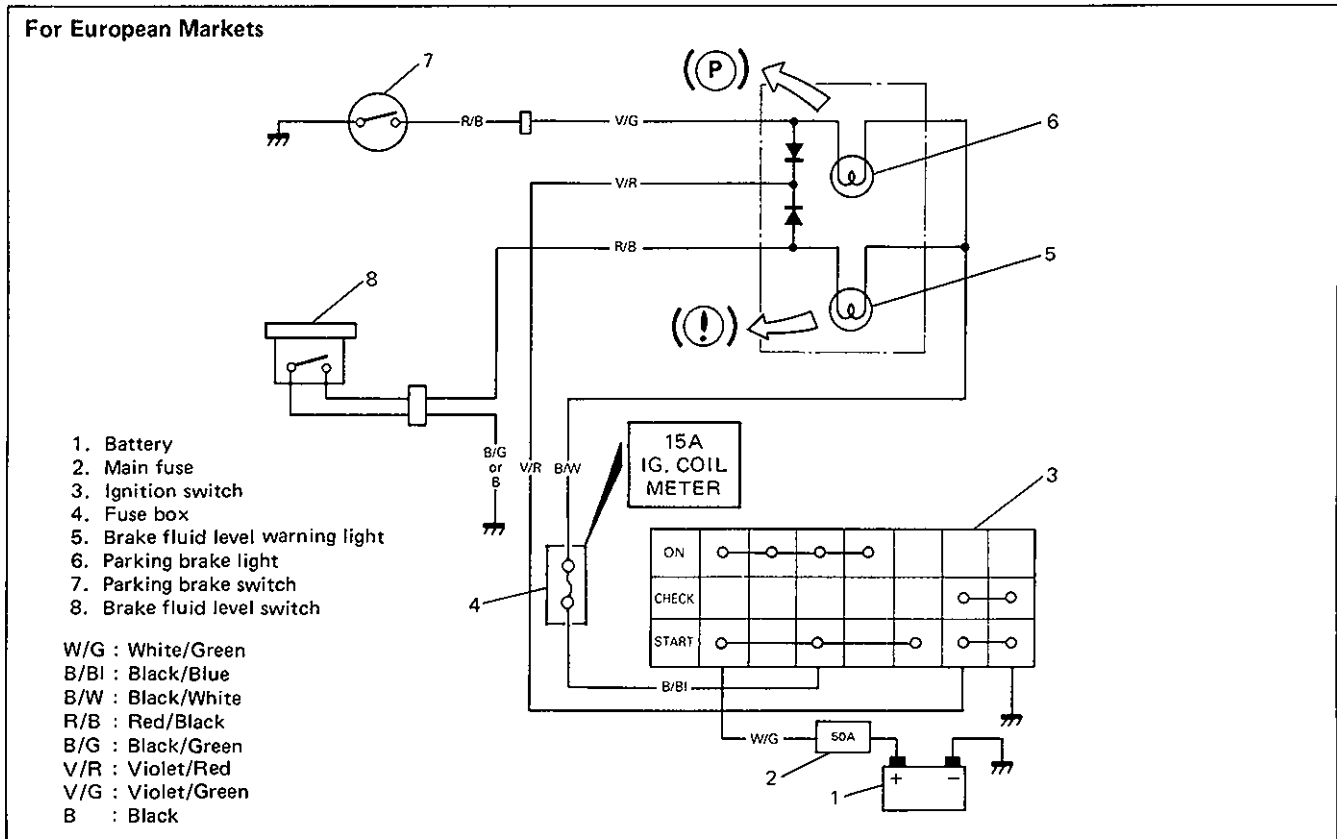 For European Markets
7
P
R/B
V/G
6
V/R
R/B
5
8
!
1. Battery
2. Main fuse
3. Ignition switch
4. Fuse box
5. Brake fluid level warning light
6. Parking brake light
7. Parking brake switch
8. Brake fluid level switch
W/G : White/Green
B/Bl : Black/Blue
B/W : Black/White
R/B : Red/Black
B/G : Black/Green
V/R : Violet/Red
V/G : Violet/Green
B : Black
B/G
or
B
V/R
B/W
15A
IG. COIL
METER
3
ON
CHECK
START
4
B/Bl
W/G
50A
2
+
−
1